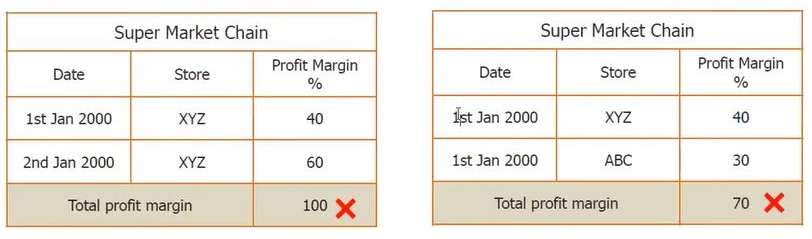 Super Market Chain
Date Store Profit Margin %
1st Jan 2000 XYZ 40
2nd Jan 2000 XYZ 60
Total profit margin 100
Super Market Chain
Date Store Profit Margin %
1st Jan 2000 XYZ 40
1st Jan 2000 ABC 30
Total profit margin 70